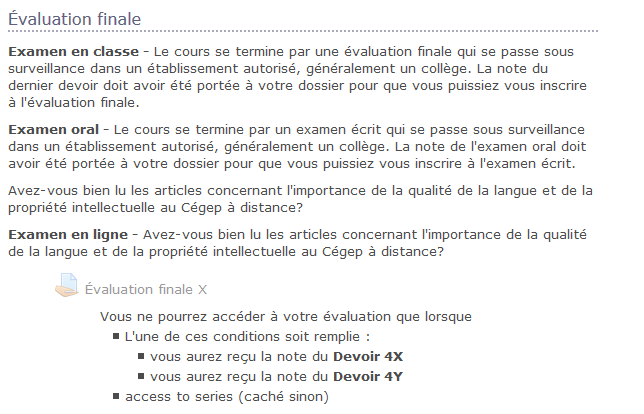 Évaluation finale
Examen en classe - Le cours se termine par une évaluation finale qui se passe sous
surveillance dans un établissement autorisé, généralement un collège. La note du
dernier devoir doit avoir été portée à votre dossier pour que vous puissiez vous inscrire
à l'évaluation finale.
Examen oral - Le cours se termine par un examen écrit qui se passe sous surveillance
dans un établissement autorisé, généralement un collège. La note de l'examen oral doit
avoir été portée à votre dossier pour que vous puissiez vous inscrire à l'examen écrit.
Avez-vous bien lu les articles concernant l'importance de la qualité de la langue et de la
propriété intellectuelle au Cégep à distance?
Examen en ligne - Avez-vous bien lu les articles concernant l'importance de la qualité
de la langue et de la propriété intellectuelle au Cégep à distance?
Évaluation finale X
Vous ne pourrez accéder à votre évaluation que lorsque
L'une de ces conditions soit remplie :
vous aurez reçu la note du Devoir 4X
vous aurez reçu la note du Devoir 4Y
access to series (caché sinon)